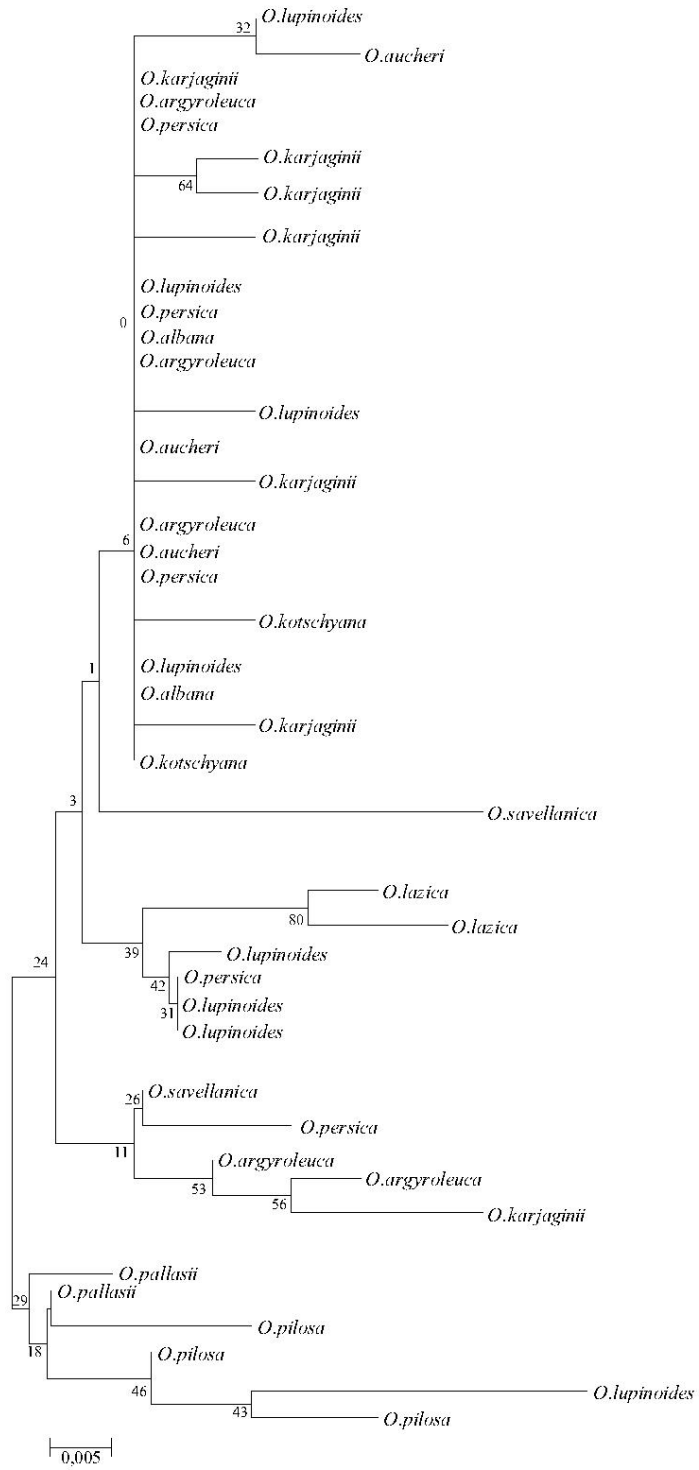 O.lupinoides
32
O.aucheri
O.karjaginii
O.argyroleuca
O.persica
O.karjaginii
64
O.karjaginii
O.karjaginii
O.lupinoides
O.persica
0
O.albana
O.argyroleuca
O.lupinoides
O.aucheri
O.karjaginii
O.argyroleuca
6
O.aucheri
O.persica
O.kotschyana
O.lupinoides
1
O.albana
O.karjaginii
O.kotschyana
3
O.savellanica
O.lazica
80
O.lazica
39
O.lupinoides
24
O.persica
42
O.lupinoides
31
O.lupinoides
O.savellanica
26
O.persica
11
O.argyroleuca
O.argyroleuca
53
56
O.karjaginii
O.pallasii
O.pallasii
29
O.pilosa
18
O.pilosa
46
O.lupinoides
43
O.pilosa
0,005